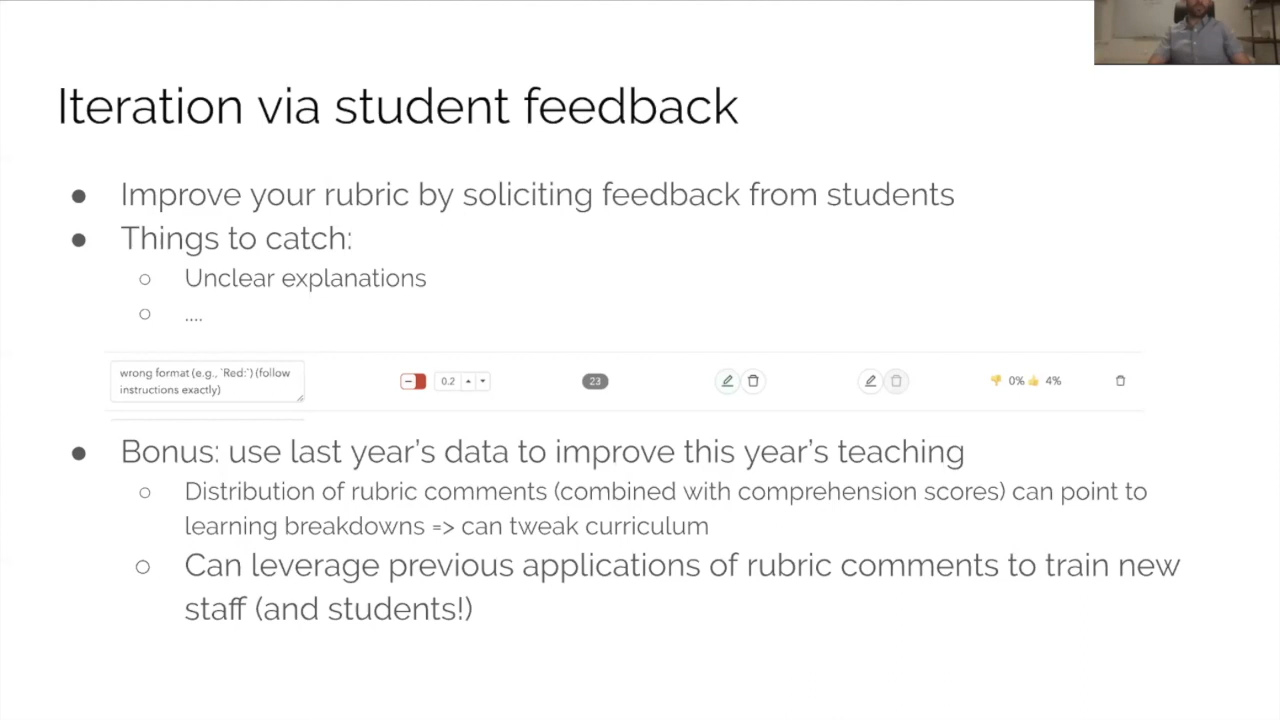 Iteration via student feedback
● Improve your rubric by soliciting feedback from students
● Things to catch:
○ Unclear explanations
○ ....
wrong format (e.g., `Red:`) (follow
instructions exactly)
0.2
23
👎 0% 👍 4%
● Bonus: use last year's data to improve this year's teaching
○ Distribution of rubric comments (combined with comprehension scores) can point to
learning breakdowns => can tweak curriculum
○ Can leverage previous applications of rubric comments to train new
staff (and students!)